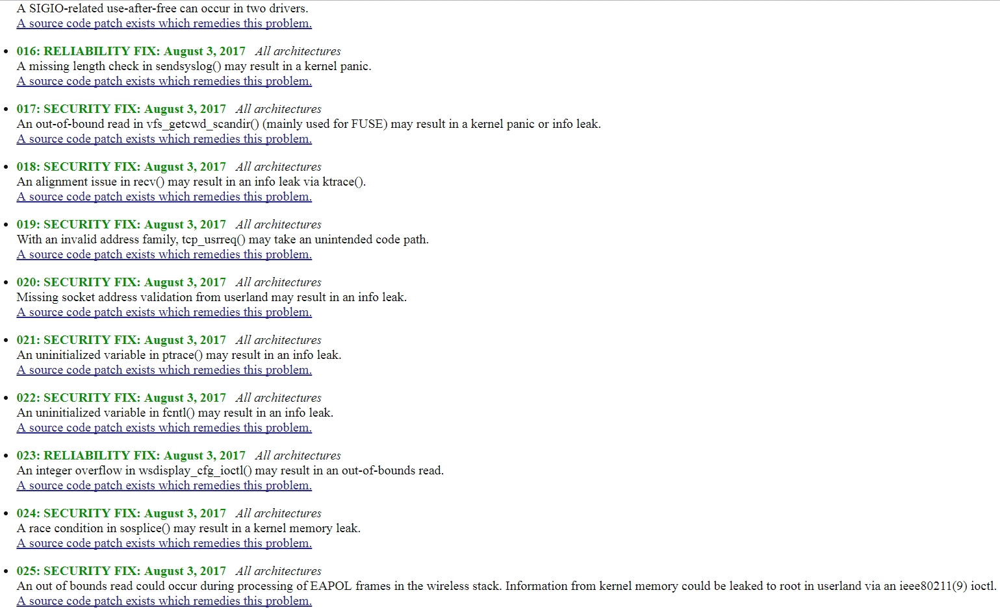 A SIGIO-related use-after-free can occur in two drivers.
A source code patch exists which remedies this problem.
016: RELIABILITY FIX: August 3, 2017 All architectures
A missing length check in sendsyslog() may result in a kernel panic.
A source code patch exists which remedies this problem.
017: SECURITY FIX: August 3, 2017 All architectures
An out-of-bound read in vfs_getcwd_scandir() (mainly used for FUSE) may result in a kernel panic or info leak.
A source code patch exists which remedies this problem.
018: SECURITY FIX: August 3, 2017 All architectures
An alignment issue in recv() may result in an info leak via ktrace().
A source code patch exists which remedies this problem.
019: SECURITY FIX: August 3, 2017 All architectures
With an invalid address family, tcp_usrreq() may take an unintended code path.
A source code patch exists which remedies this problem.
020: SECURITY FIX: August 3, 2017 All architectures
Missing socket address validation from userland may result in an info leak.
A source code patch exists which remedies this problem.
021: SECURITY FIX: August 3, 2017 All architectures
An uninitialized variable in ptrace() may result in an info leak.
A source code patch exists which remedies this problem.
022: SECURITY FIX: August 3, 2017 All architectures
An uninitialized variable in fcntl() may result in an info leak.
A source code patch exists which remedies this problem.
023: RELIABILITY FIX: August 3, 2017 All architectures
An integer overflow in wsdisplay_cfg_ioctl() may result in an out-of-bounds read.
A source code patch exists which remedies this problem.
024: SECURITY FIX: August 3, 2017 All architectures
A race condition in sosplice() may result in a kernel memory leak.
A source code patch exists which remedies this problem.
025: SECURITY FIX: August 3, 2017 All architectures
An out of bounds read could occur during processing of EAPOL frames in the wireless stack. Information from kernel memory could be leaked to root in userland via an ieee80211(9) ioctl.
A source code patch exists which remedies this problem.